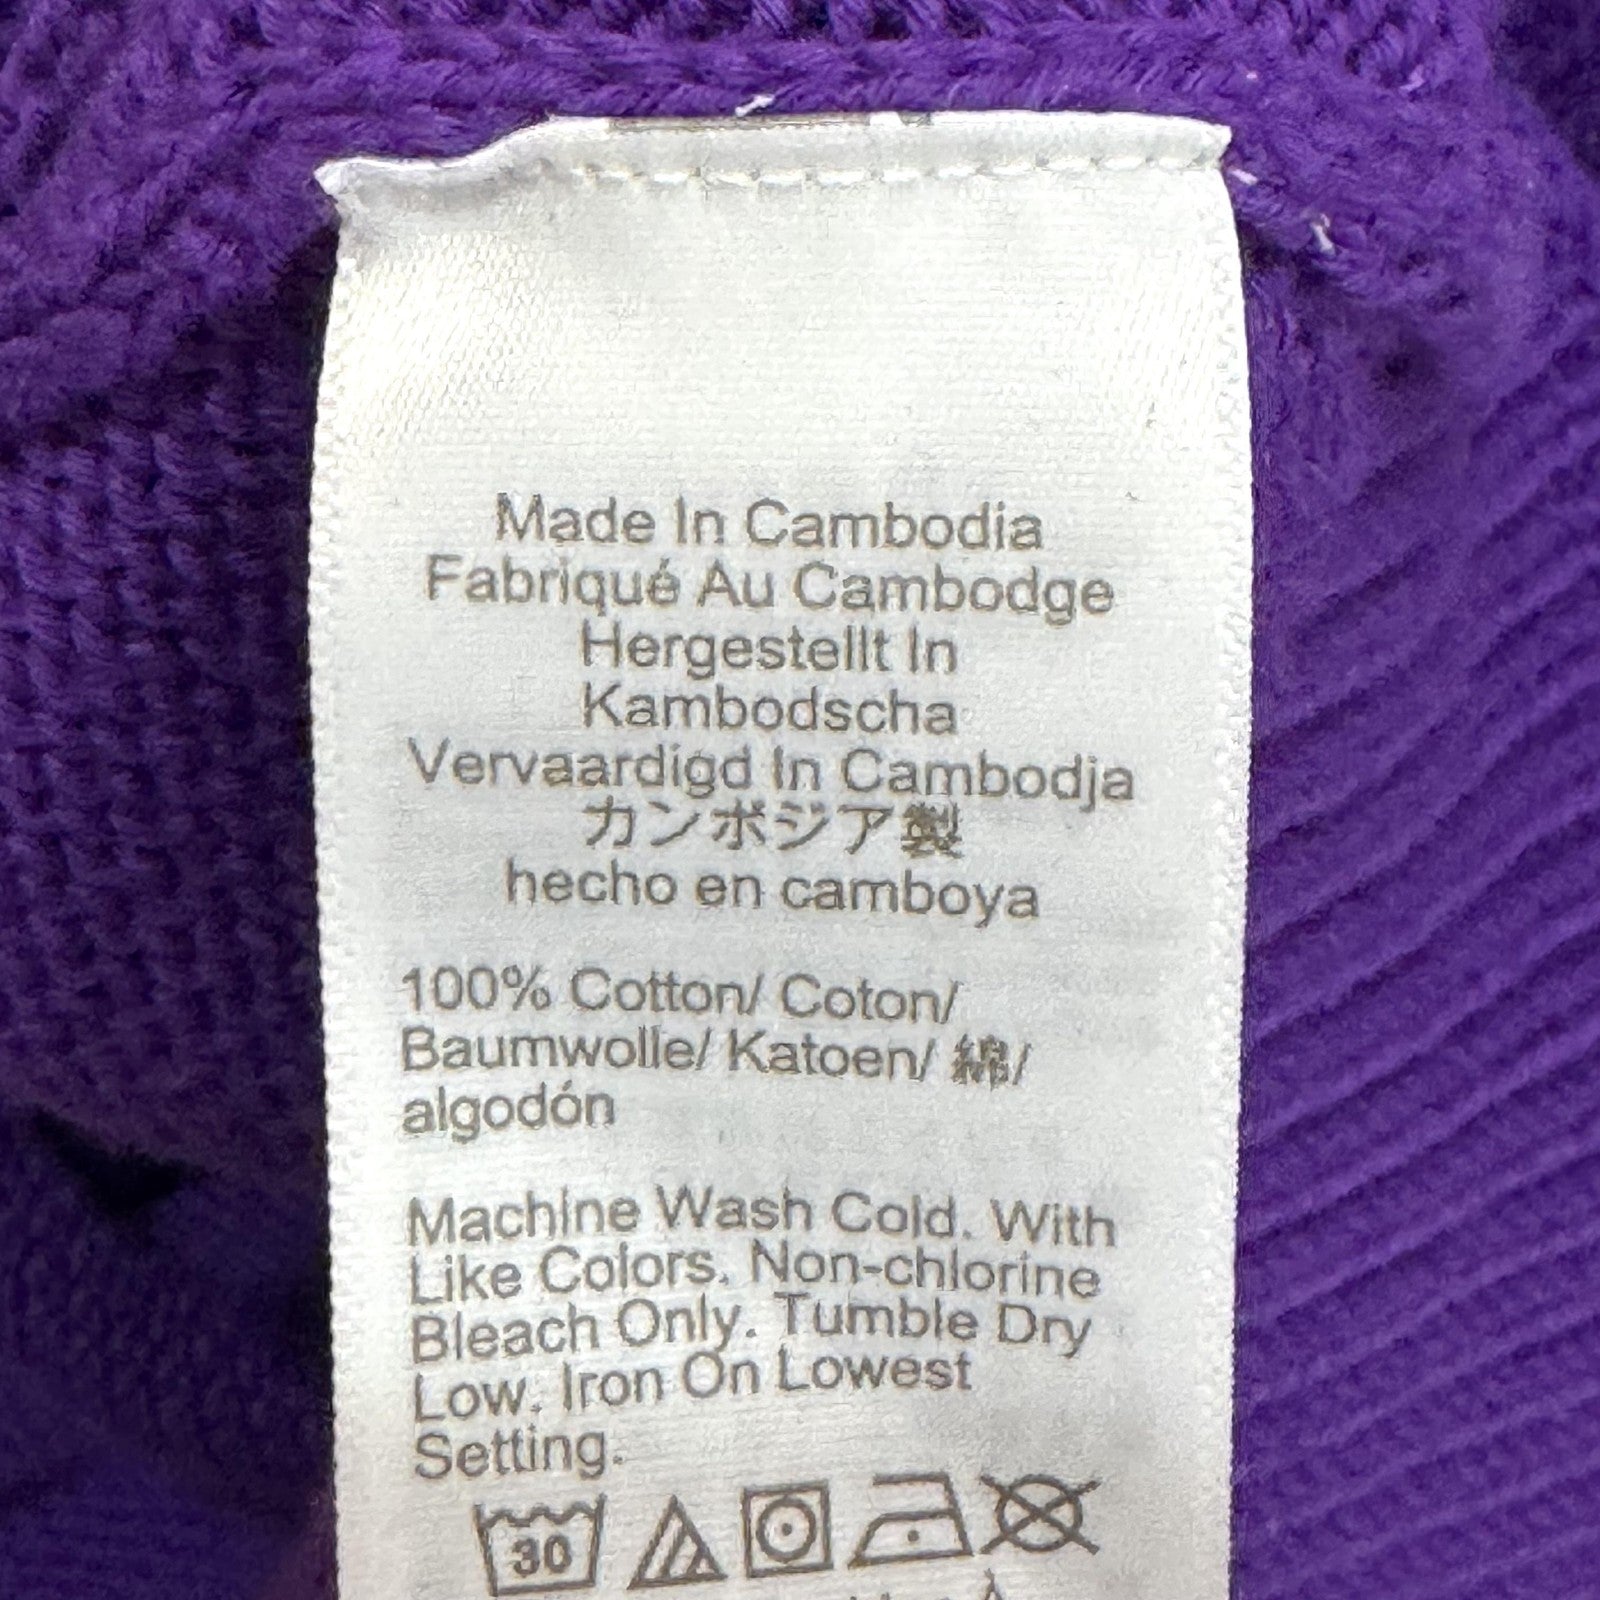 Made In Cambodia
Fabriqué Au Cambodge
Hergestellt In
Kambodscha
Vervaardigd In Cambodja
カンボジア製
hecho en camboya
100% Cotton/ Coton/
Baumwolle/ Katoen/ 綿/
algodón
Machine Wash Cold. With
Like Colors. Non-chlorine
Bleach Only. Tumble Dry
Low. Iron On Lowest
Setting.
30